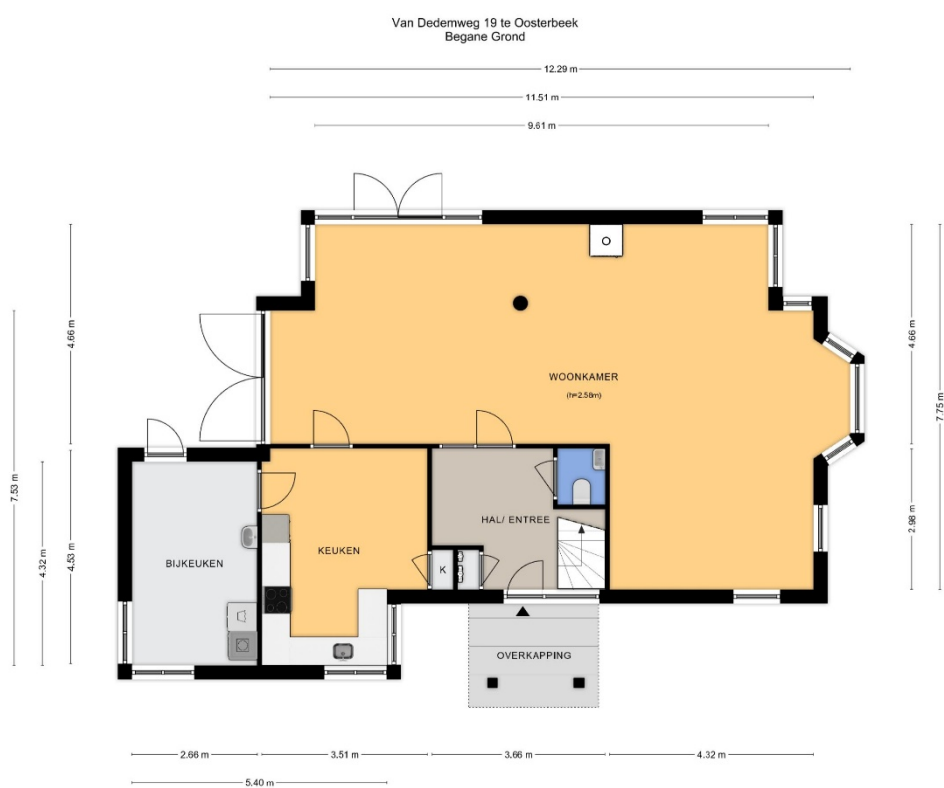 Van Dedemweg 19 te Oosterbeek
Begane Grond
12.29 m
11.51 m
9.61 m
4.66 m
4.66 m
7.75 m
7.53 m
WOONKAMER
(h=2.58m)
4.32 m
4.53 m
2.98 m
HAL/ ENTREE
KEUKEN
BIJKEUKEN
K
OVERKAPPING
2.66 m
3.51 m
3.66 m
4.32 m
5.40 m